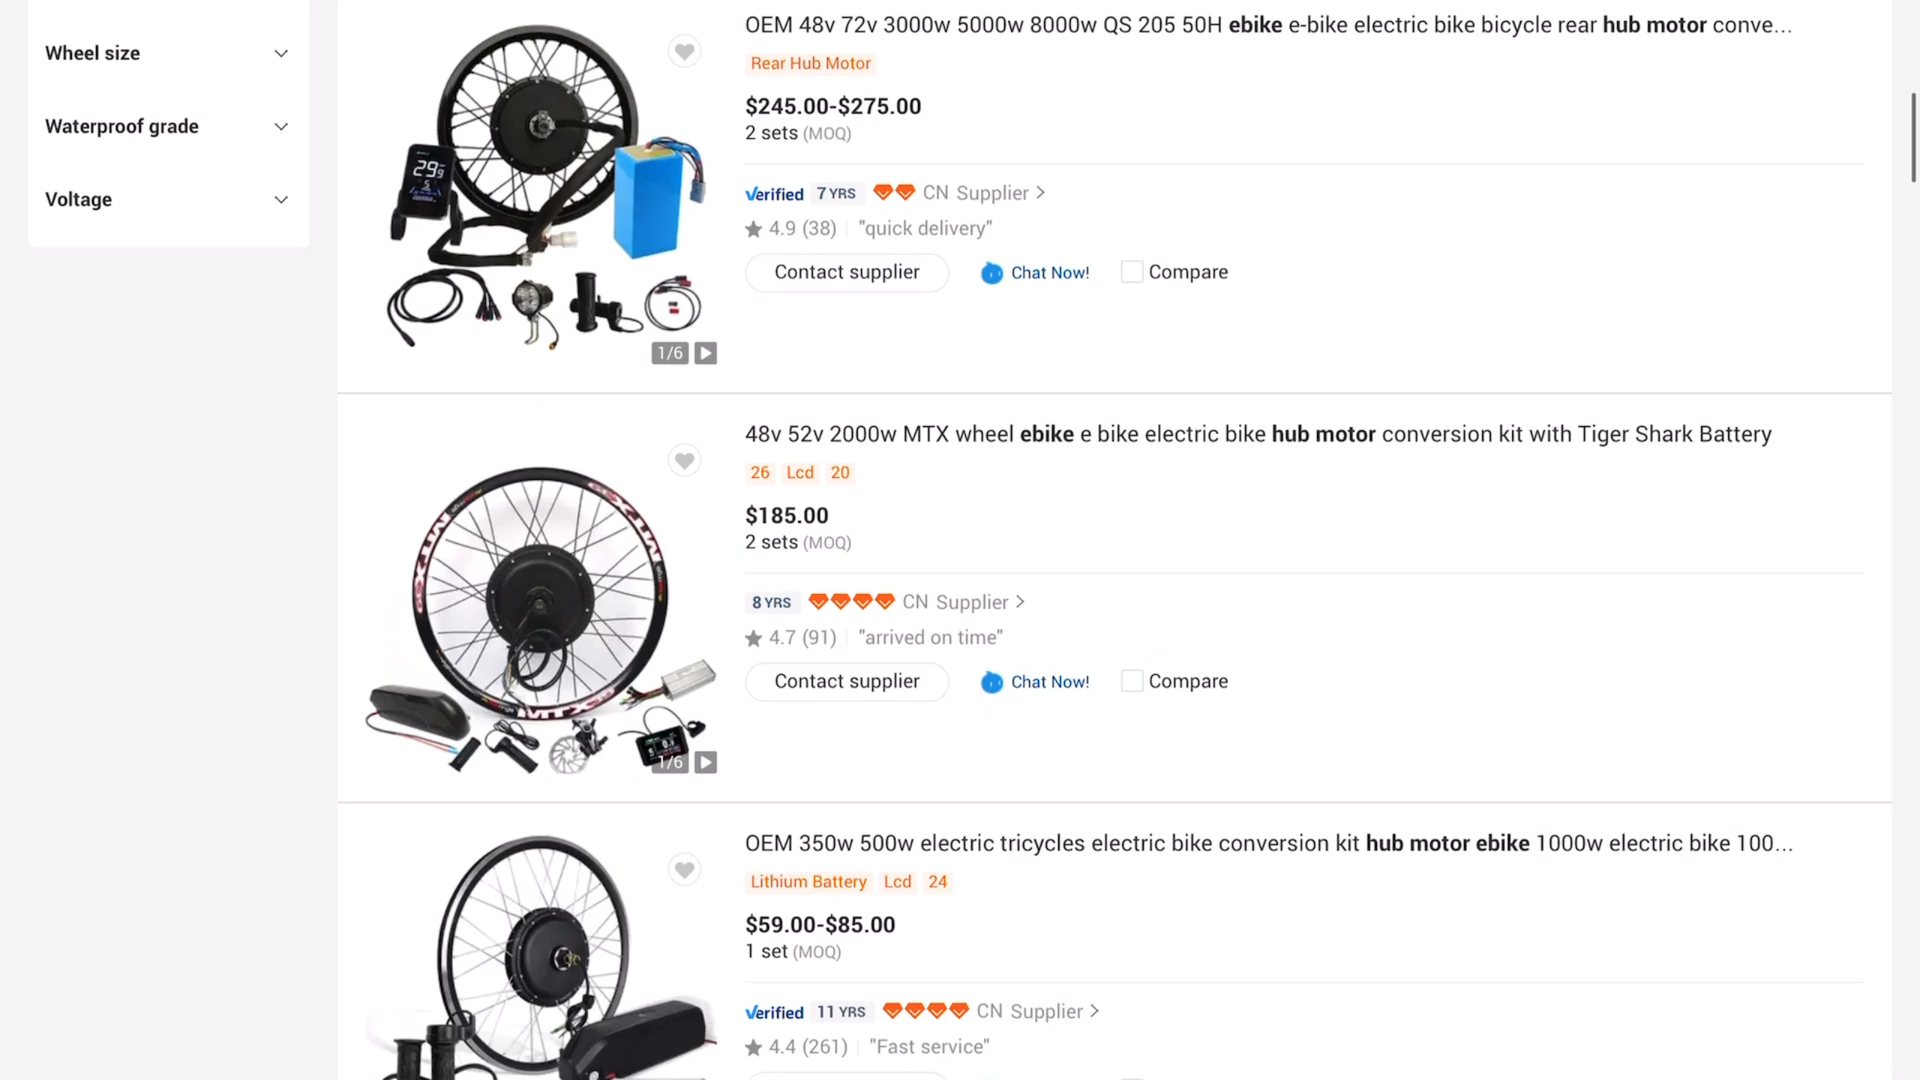 Wheel size
Waterproof grade
Voltage
OEM 48v 72v 3000w 5000w 8000w QS 205 50H ebike e-bike electric bike bicycle rear hub motor conve...
Rear Hub Motor
$245.00-$275.00
2 sets (MOQ)
Verified 7 YRS CN Supplier >
4.9 (38) "quick delivery"
Contact supplier Chat Now! Compare
1/6
48v 52v 2000w MTX wheel ebike e bike electric bike hub motor conversion kit with Tiger Shark Battery
26 Lcd 20
$185.00
2 sets (MOQ)
8 YRS CN Supplier >
4.7 (91) "arrived on time"
Contact supplier Chat Now! Compare
1/6
OEM 350w 500w electric tricycles electric bike conversion kit hub motor ebike 1000w electric bike 100...
Lithium Battery Lcd 24
$59.00-$85.00
1 set (MOQ)
Verified 11 YRS CN Supplier >
4.4 (261) "Fast service"